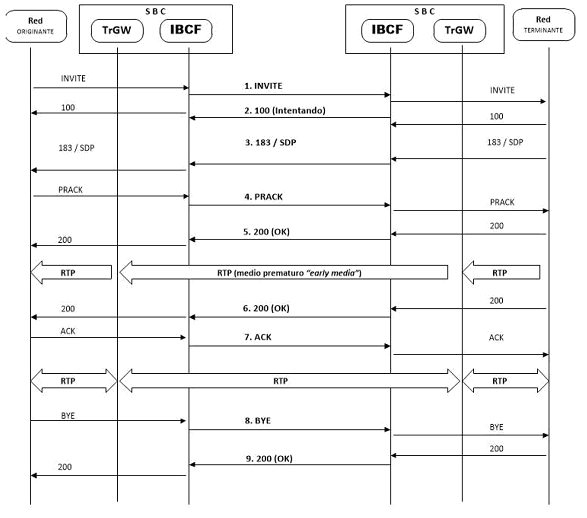 S B C
S B C
Red
ORIGINANTE
TrGW
IBCF
IBCF
TrGW
Red
TERMINANTE
INVITE
1. INVITE
INVITE
100
2. 100 (Intentando)
100
183 / SDP
3. 183 / SDP
183 / SDP
PRACK
4. PRACK
PRACK
200
5. 200 (OK)
200
RTP
RTP (medio prematuro “early media”)
RTP
200
6. 200 (OK)
200
ACK
7. ACK
ACK
RTP
RTP
RTP
BYE
8. BYE
BYE
200
9. 200 (OK)
200